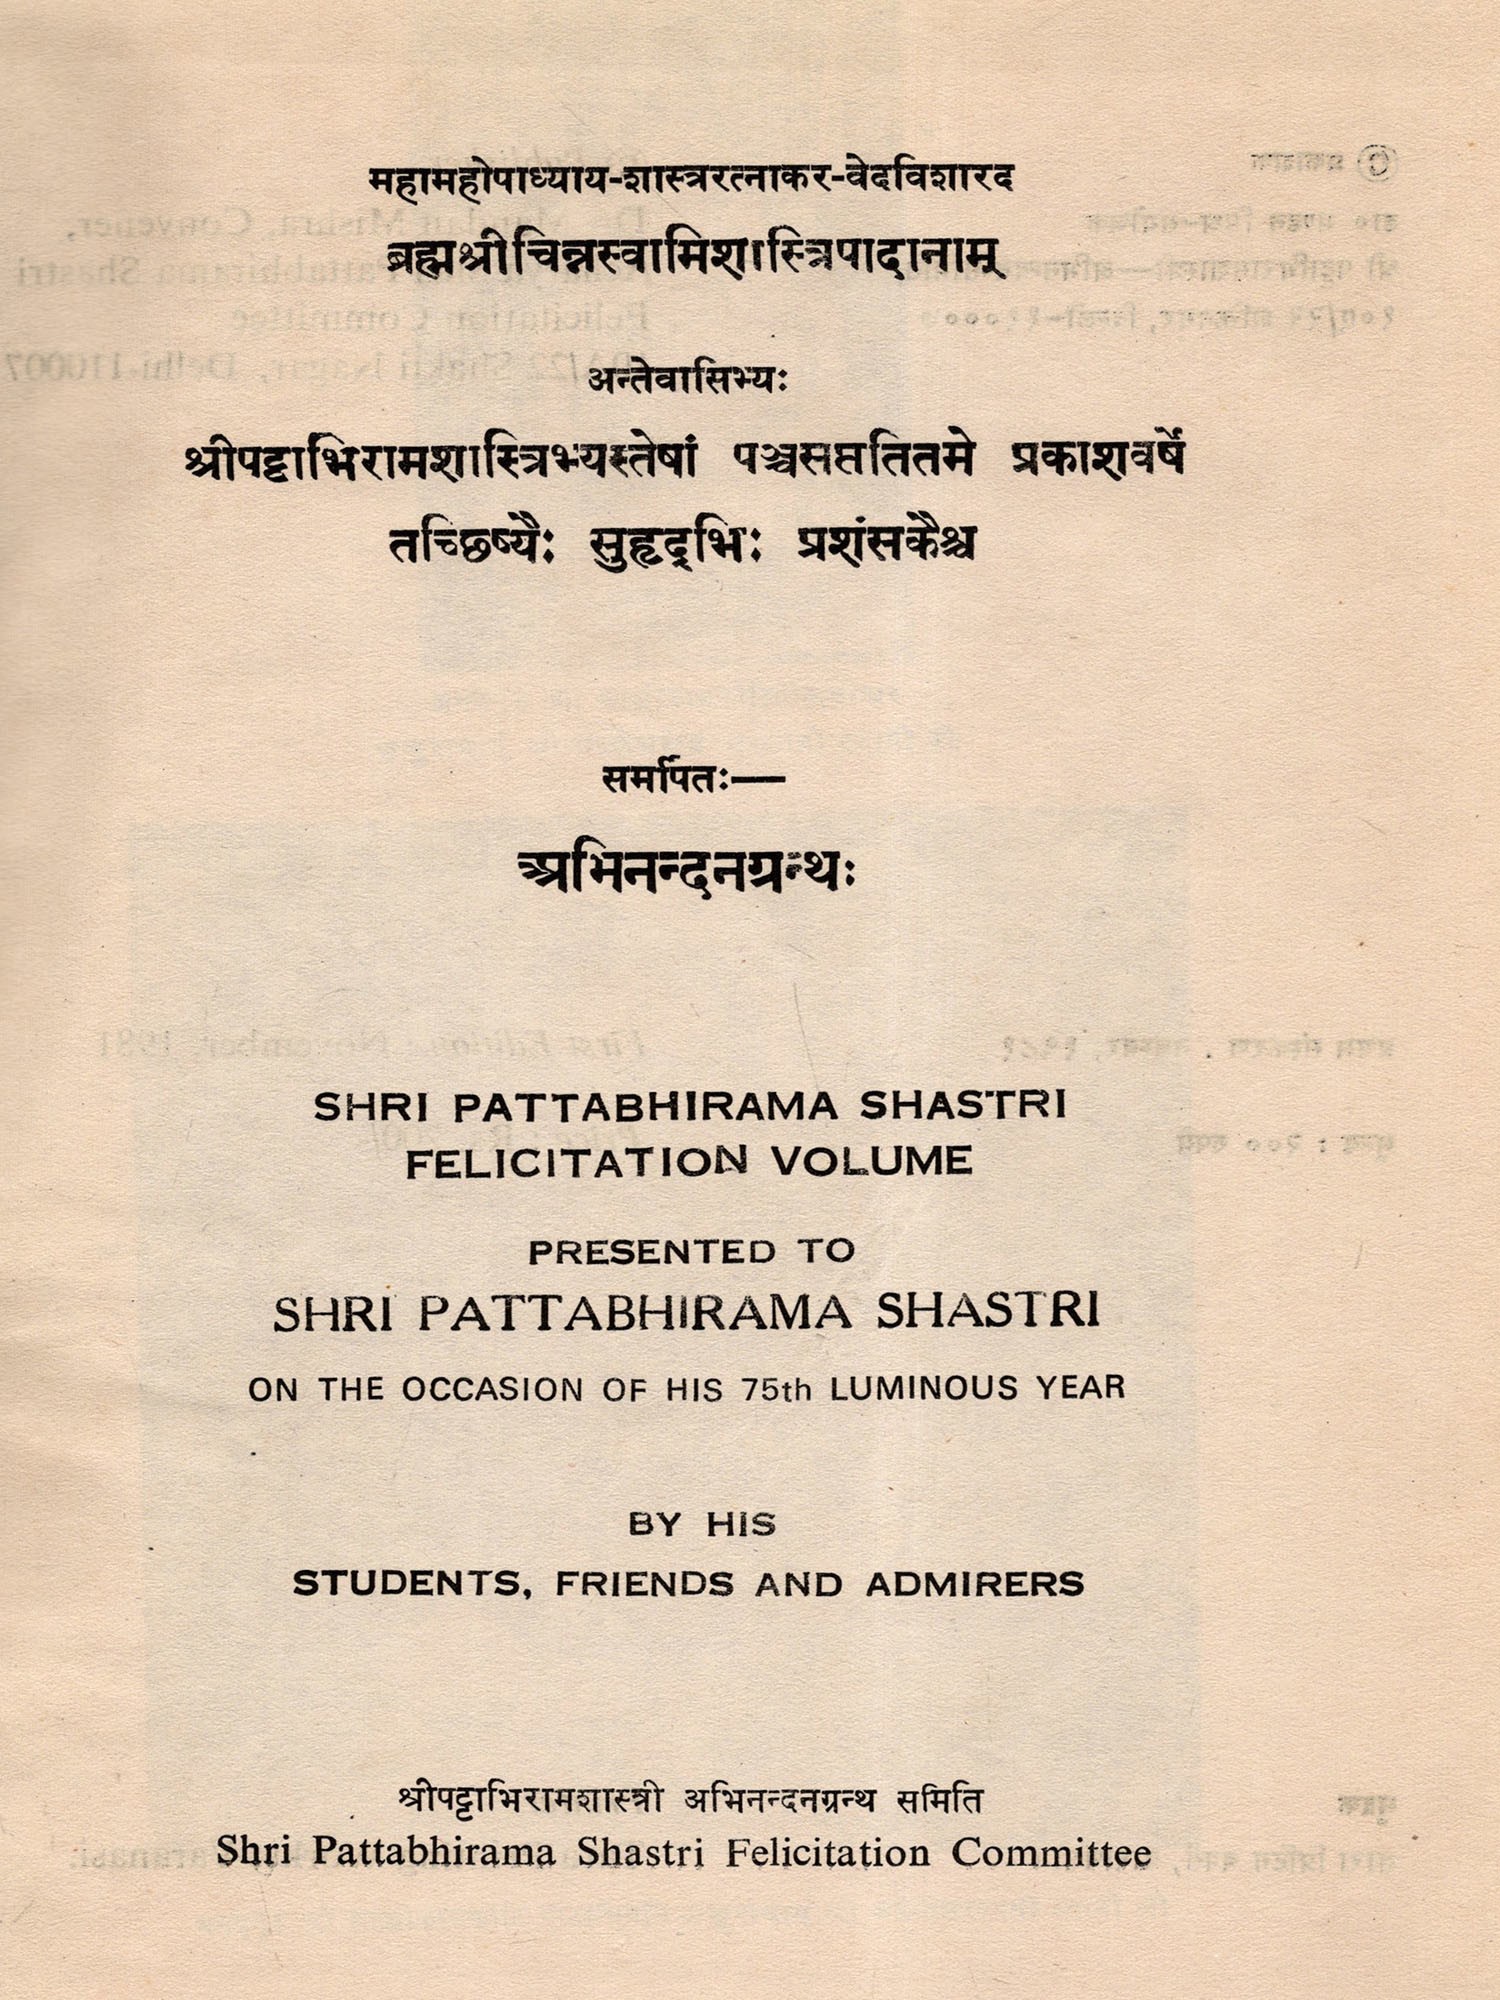 महामहोपाध्याय-शास्त्ररत्नाकर-वेदविशारद
ब्रह्मश्रीचिन्नस्वामिशास्त्रिपादानाम्
अन्तेवासिभ्यः
श्रीपट्टाभिरामशास्त्रिभ्यस्तेषां पञ्चसप्ततितमे प्रकाशवर्षे
तच्छिष्यैः सुहृद्भिः प्रशंसकैश्च
समर्पितः—
अभिनन्दनग्रन्थः
SHRI PATTABHIRAMA SHASTRI
FELICITATION VOLUME
PRESENTED TO
SHRI PATTABHIRAMA SHASTRI
ON THE OCCASION OF HIS 75th LUMINOUS YEAR
BY HIS
STUDENTS, FRIENDS AND ADMIRERS
श्रीपट्टाभिरामशास्त्री अभिनन्दनग्रन्थ समिति
Shri Pattabhirama Shastri Felicitation Committee